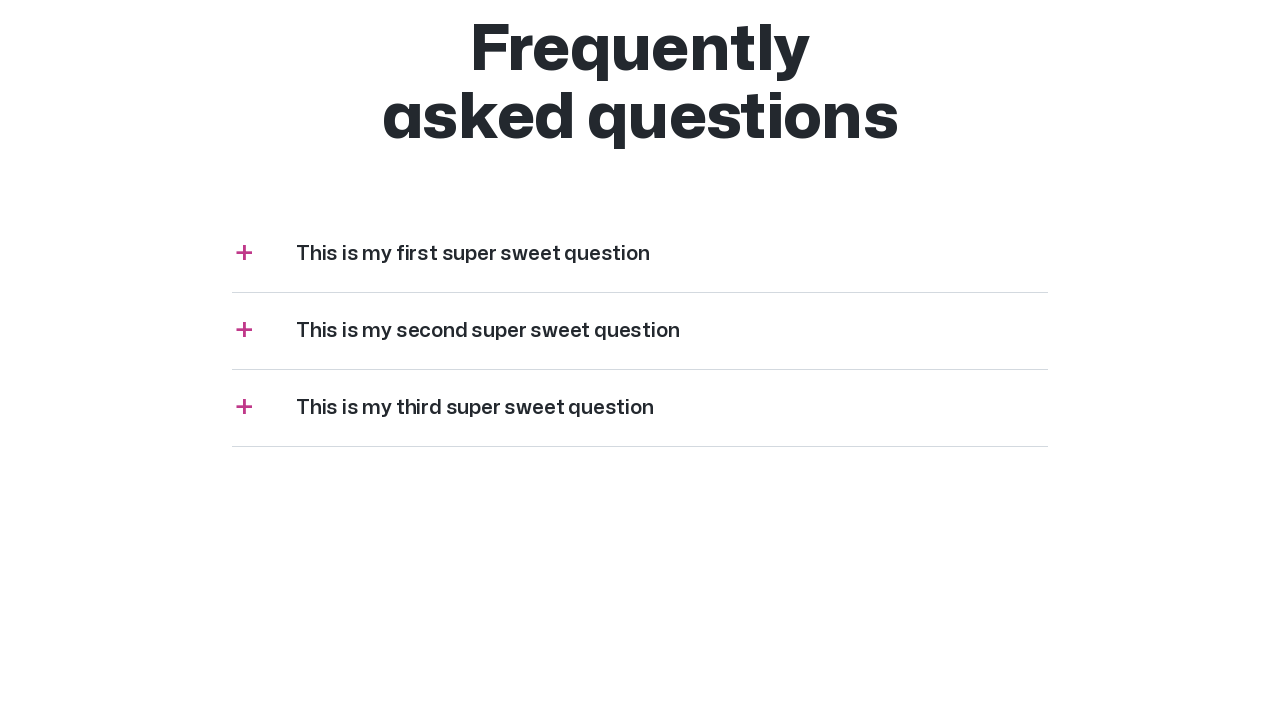 Frequently
asked questions
This is my first super sweet question
This is my second super sweet question
This is my third super sweet question